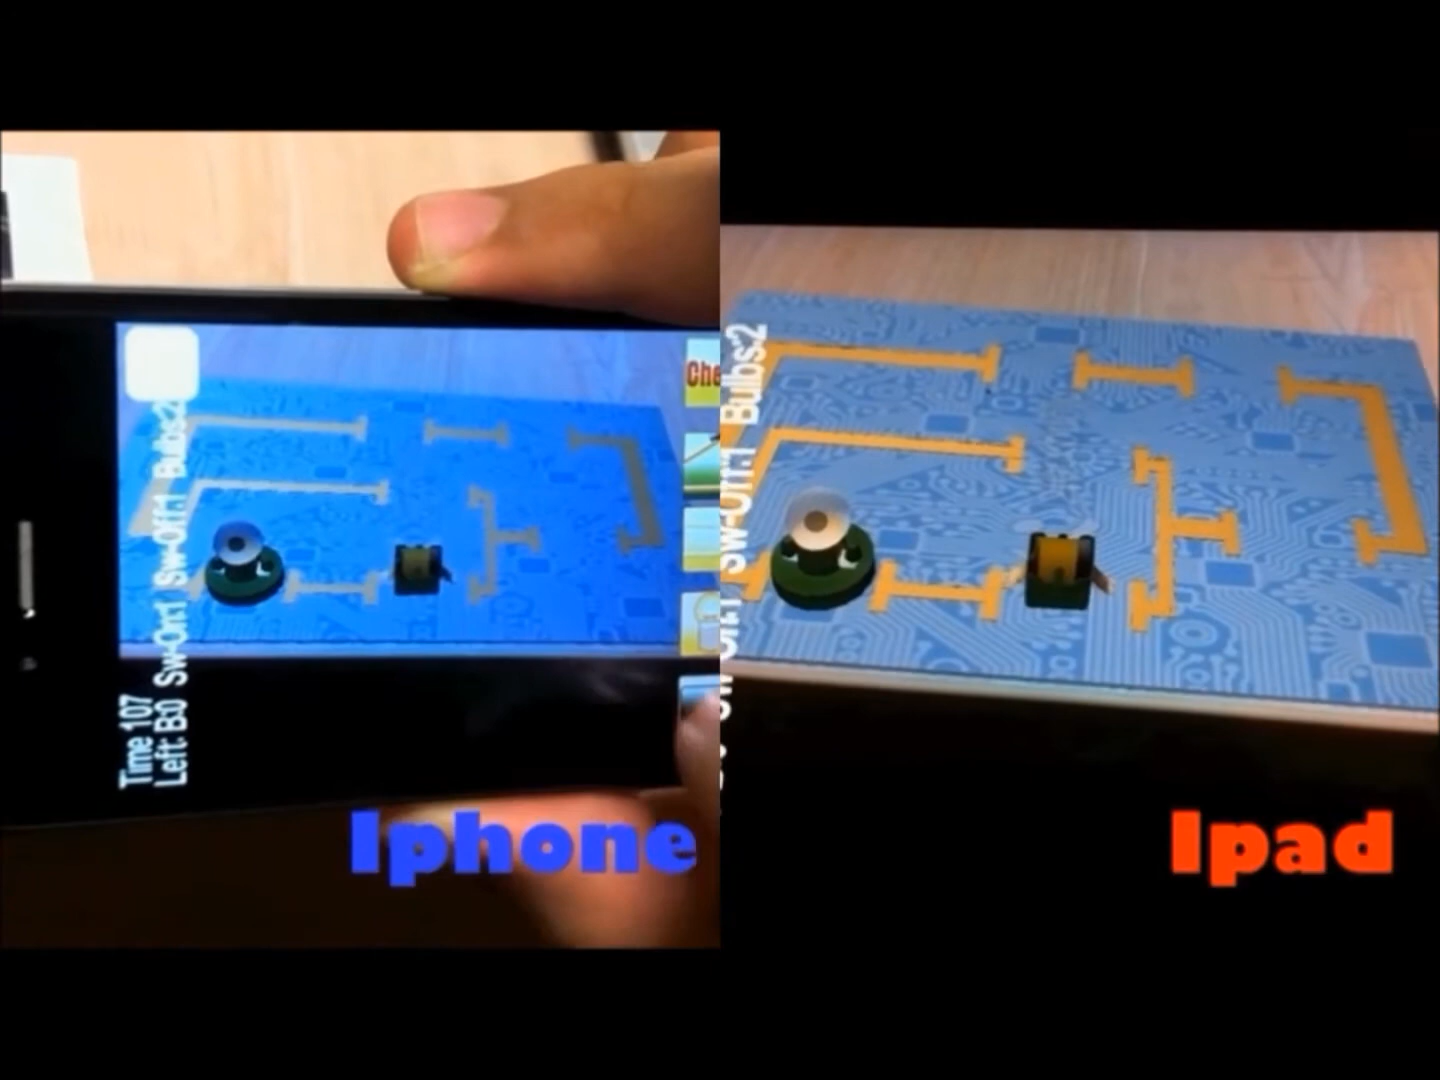 Time 107
Left: B:0 Sw-On:1 Sw-Off:1 Bulbs:2
Che
Iphone
Sw-Off:1 Bulbs:2
Ipad